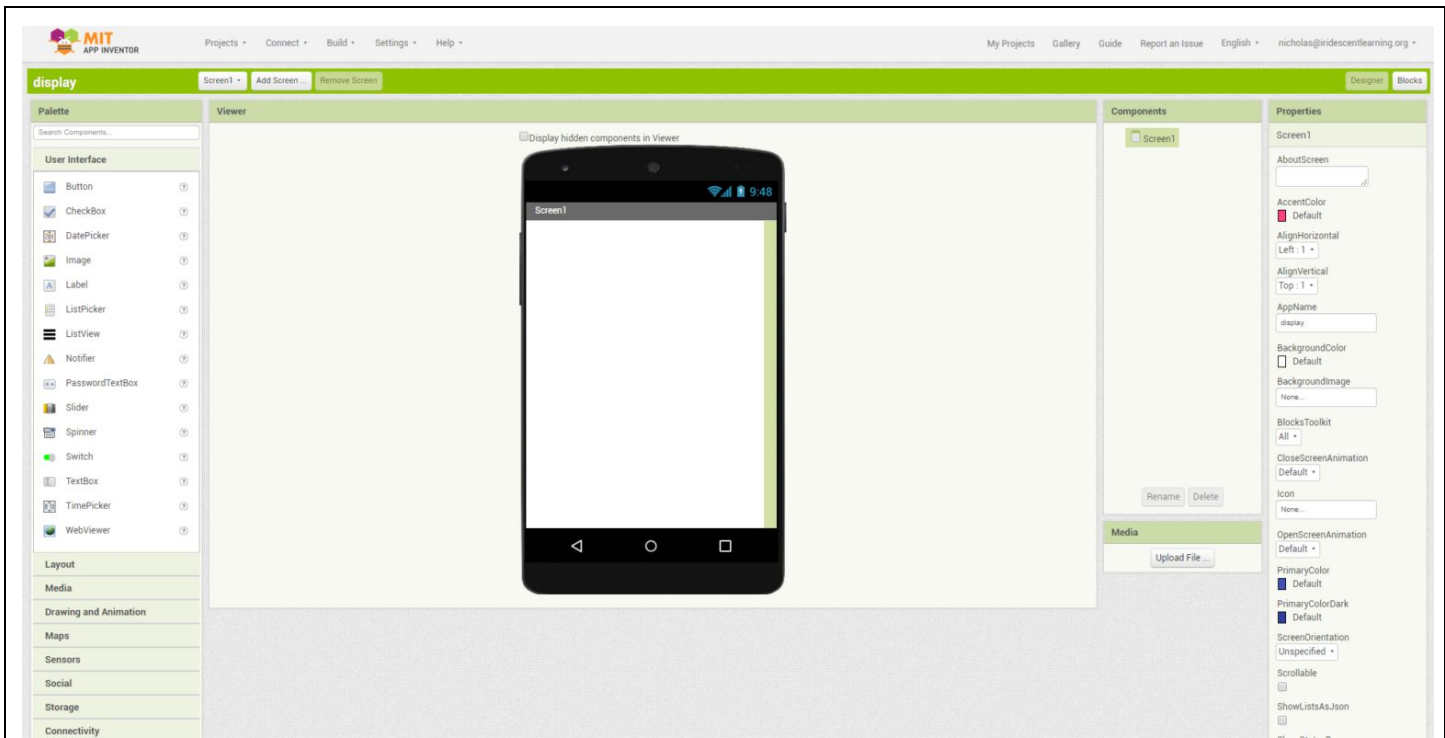 MIT
APP INVENTOR
Projects Connect Build Settings Help
My Projects Gallery Guide Report an Issue English nicholas@iridescentlearning.org
display
Screen1 Add Screen ... Remove Screen
Designer Blocks
Palette
Search Components...
User Interface
Button
CheckBox
DatePicker
Image
Label
ListPicker
ListView
Notifier
PasswordTextBox
Slider
Spinner
Switch
TextBox
TimePicker
WebViewer
Layout
Media
Drawing and Animation
Maps
Sensors
Social
Storage
Connectivity
Viewer
Display hidden components in Viewer
9:48
Screen1
Components
Screen1
Rename Delete
Media
Upload File ...
Properties
Screen1
AboutScreen
AccentColor
Default
AlignHorizontal
Left : 1
AlignVertical
Top : 1
AppName
display
BackgroundColor
Default
BackgroundImage
None...
BlocksToolkit
All
CloseScreenAnimation
Default
Icon
None...
OpenScreenAnimation
Default
PrimaryColor
Default
PrimaryColorDark
Default
ScreenOrientation
Unspecified
Scrollable
ShowListsAsJson